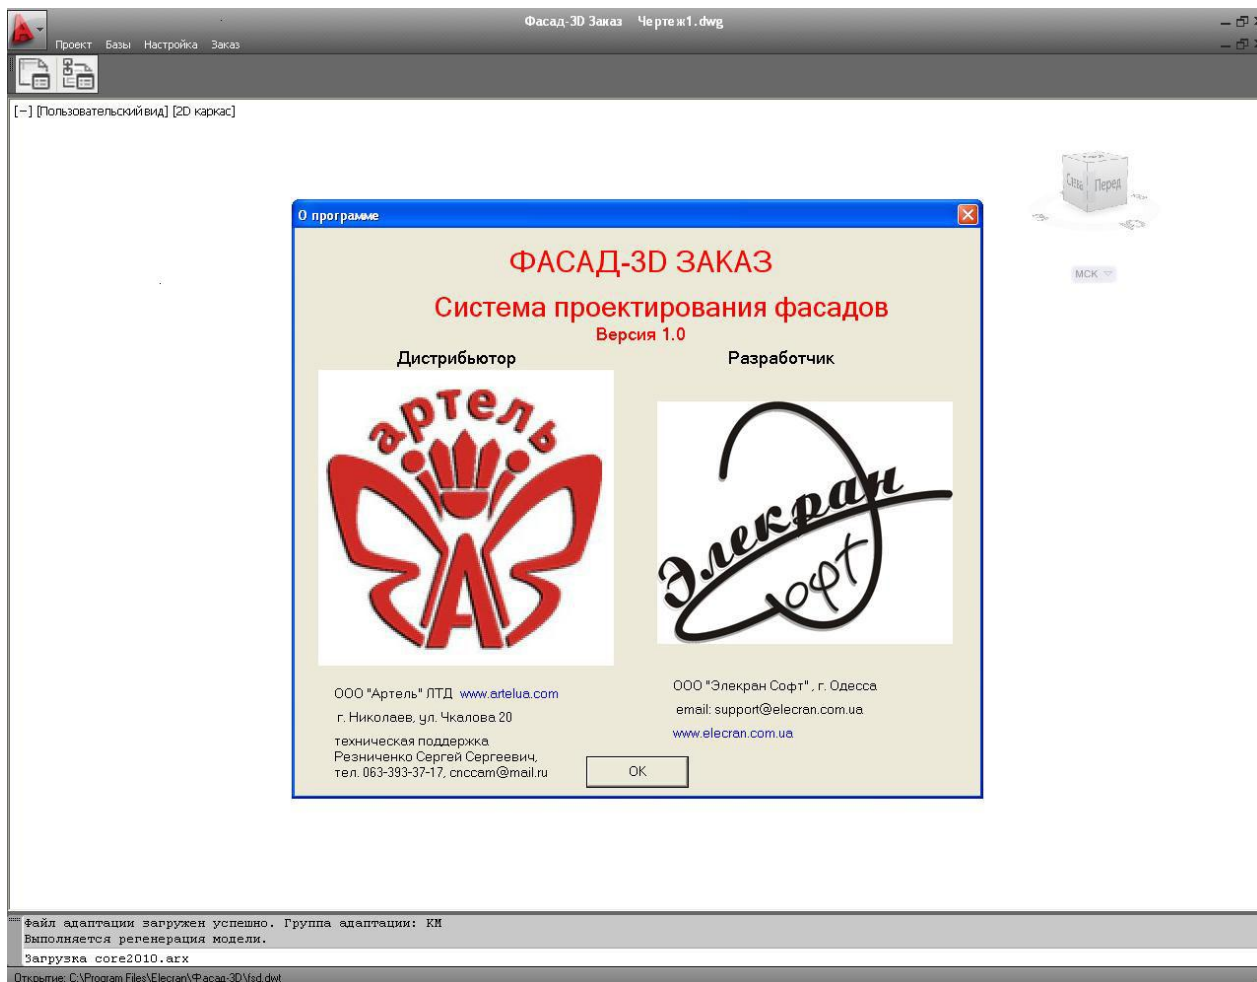 Фасад-3D Заказ Чертеж1.dwg
Проект Базы Настройка Заказ
[−] [Пользовательский вид] [2D каркас]
Слева Перед
МСК
О программе
ФАСАД-3D ЗАКАЗ
Система проектирования фасадов
Версия 1.0
Дистрибьютор
Разработчик
артель
А
Элекран
Софт
ООО "Артель" ЛТД www.artelua.com
г. Николаев, ул. Чкалова 20
техническая поддержка
Резниченко Сергей Сергеевич,
тел. 063-393-37-17, cnccam@mail.ru
ООО "Элекран Софт" , г. Одесса
email: support@elecran.com.ua
www.elecran.com.ua
OK
Файл адаптации загружен успешно. Группа адаптации: КМ
Выполняется регенерация модели.
Загрузка core2010.arx
Открытие: C:\Program Files\Elecran\Фасад-3D\fsd.dwt